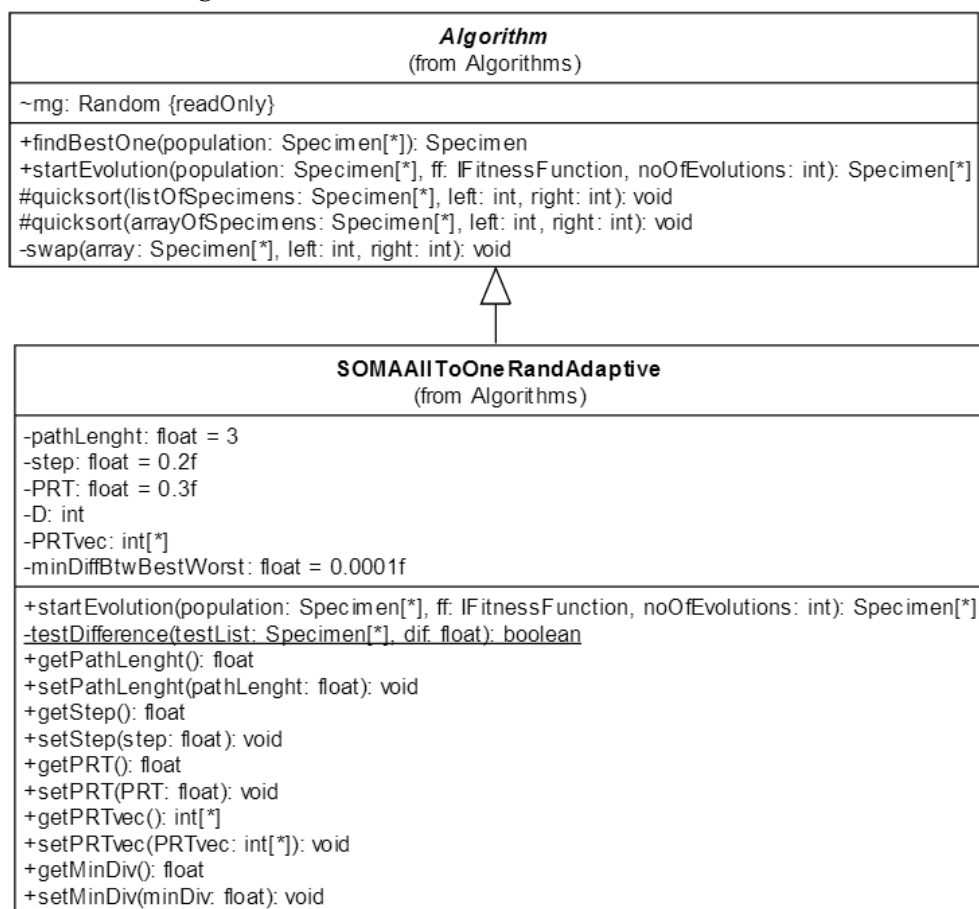 Algorithm
(from Algorithms)
~rng: Random {readOnly}
+findBestOne(population: Specimen[*]): Specimen
+startEvolution(population: Specimen[*], ff: IFitnessFunction, noOfEvolutions: int): Specimen[*]
#quicksort(listOfSpecimens: Specimen[*], left: int, right: int): void
#quicksort(arrayOfSpecimens: Specimen[*], left: int, right: int): void
-swap(array: Specimen[*], left: int, right: int): void
SOMAAllToOneRandAdaptive
(from Algorithms)
-pathLenght: float = 3
-step: float = 0.2f
-PRT: float = 0.3f
-D: int
-PRTvec: int[*]
-minDiffBtwBestWorst: float = 0.0001f
+startEvolution(population: Specimen[*], ff: IFitnessFunction, noOfEvolutions: int): Specimen[*]
-testDifference(testList: Specimen[*], dif: float): boolean
+getPathLenght(): float
+setPathLenght(pathLenght: float): void
+getStep(): float
+setStep(step: float): void
+getPRT(): float
+setPRT(PRT: float): void
+getPRTvec(): int[*]
+setPRTvec(PRTvec: int[*]): void
+getMinDiv(): float
+setMinDiv(minDiv: float): void